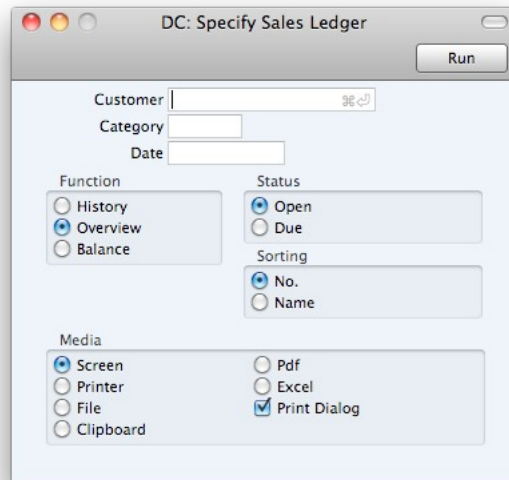 DC: Specify Sales Ledger
Run
Customer ⌘⏎
Category
Date
Function
History
Overview
Balance
Status
Open
Due
Sorting
No.
Name
Media
Screen
Printer
File
Clipboard
Pdf
Excel
Print Dialog